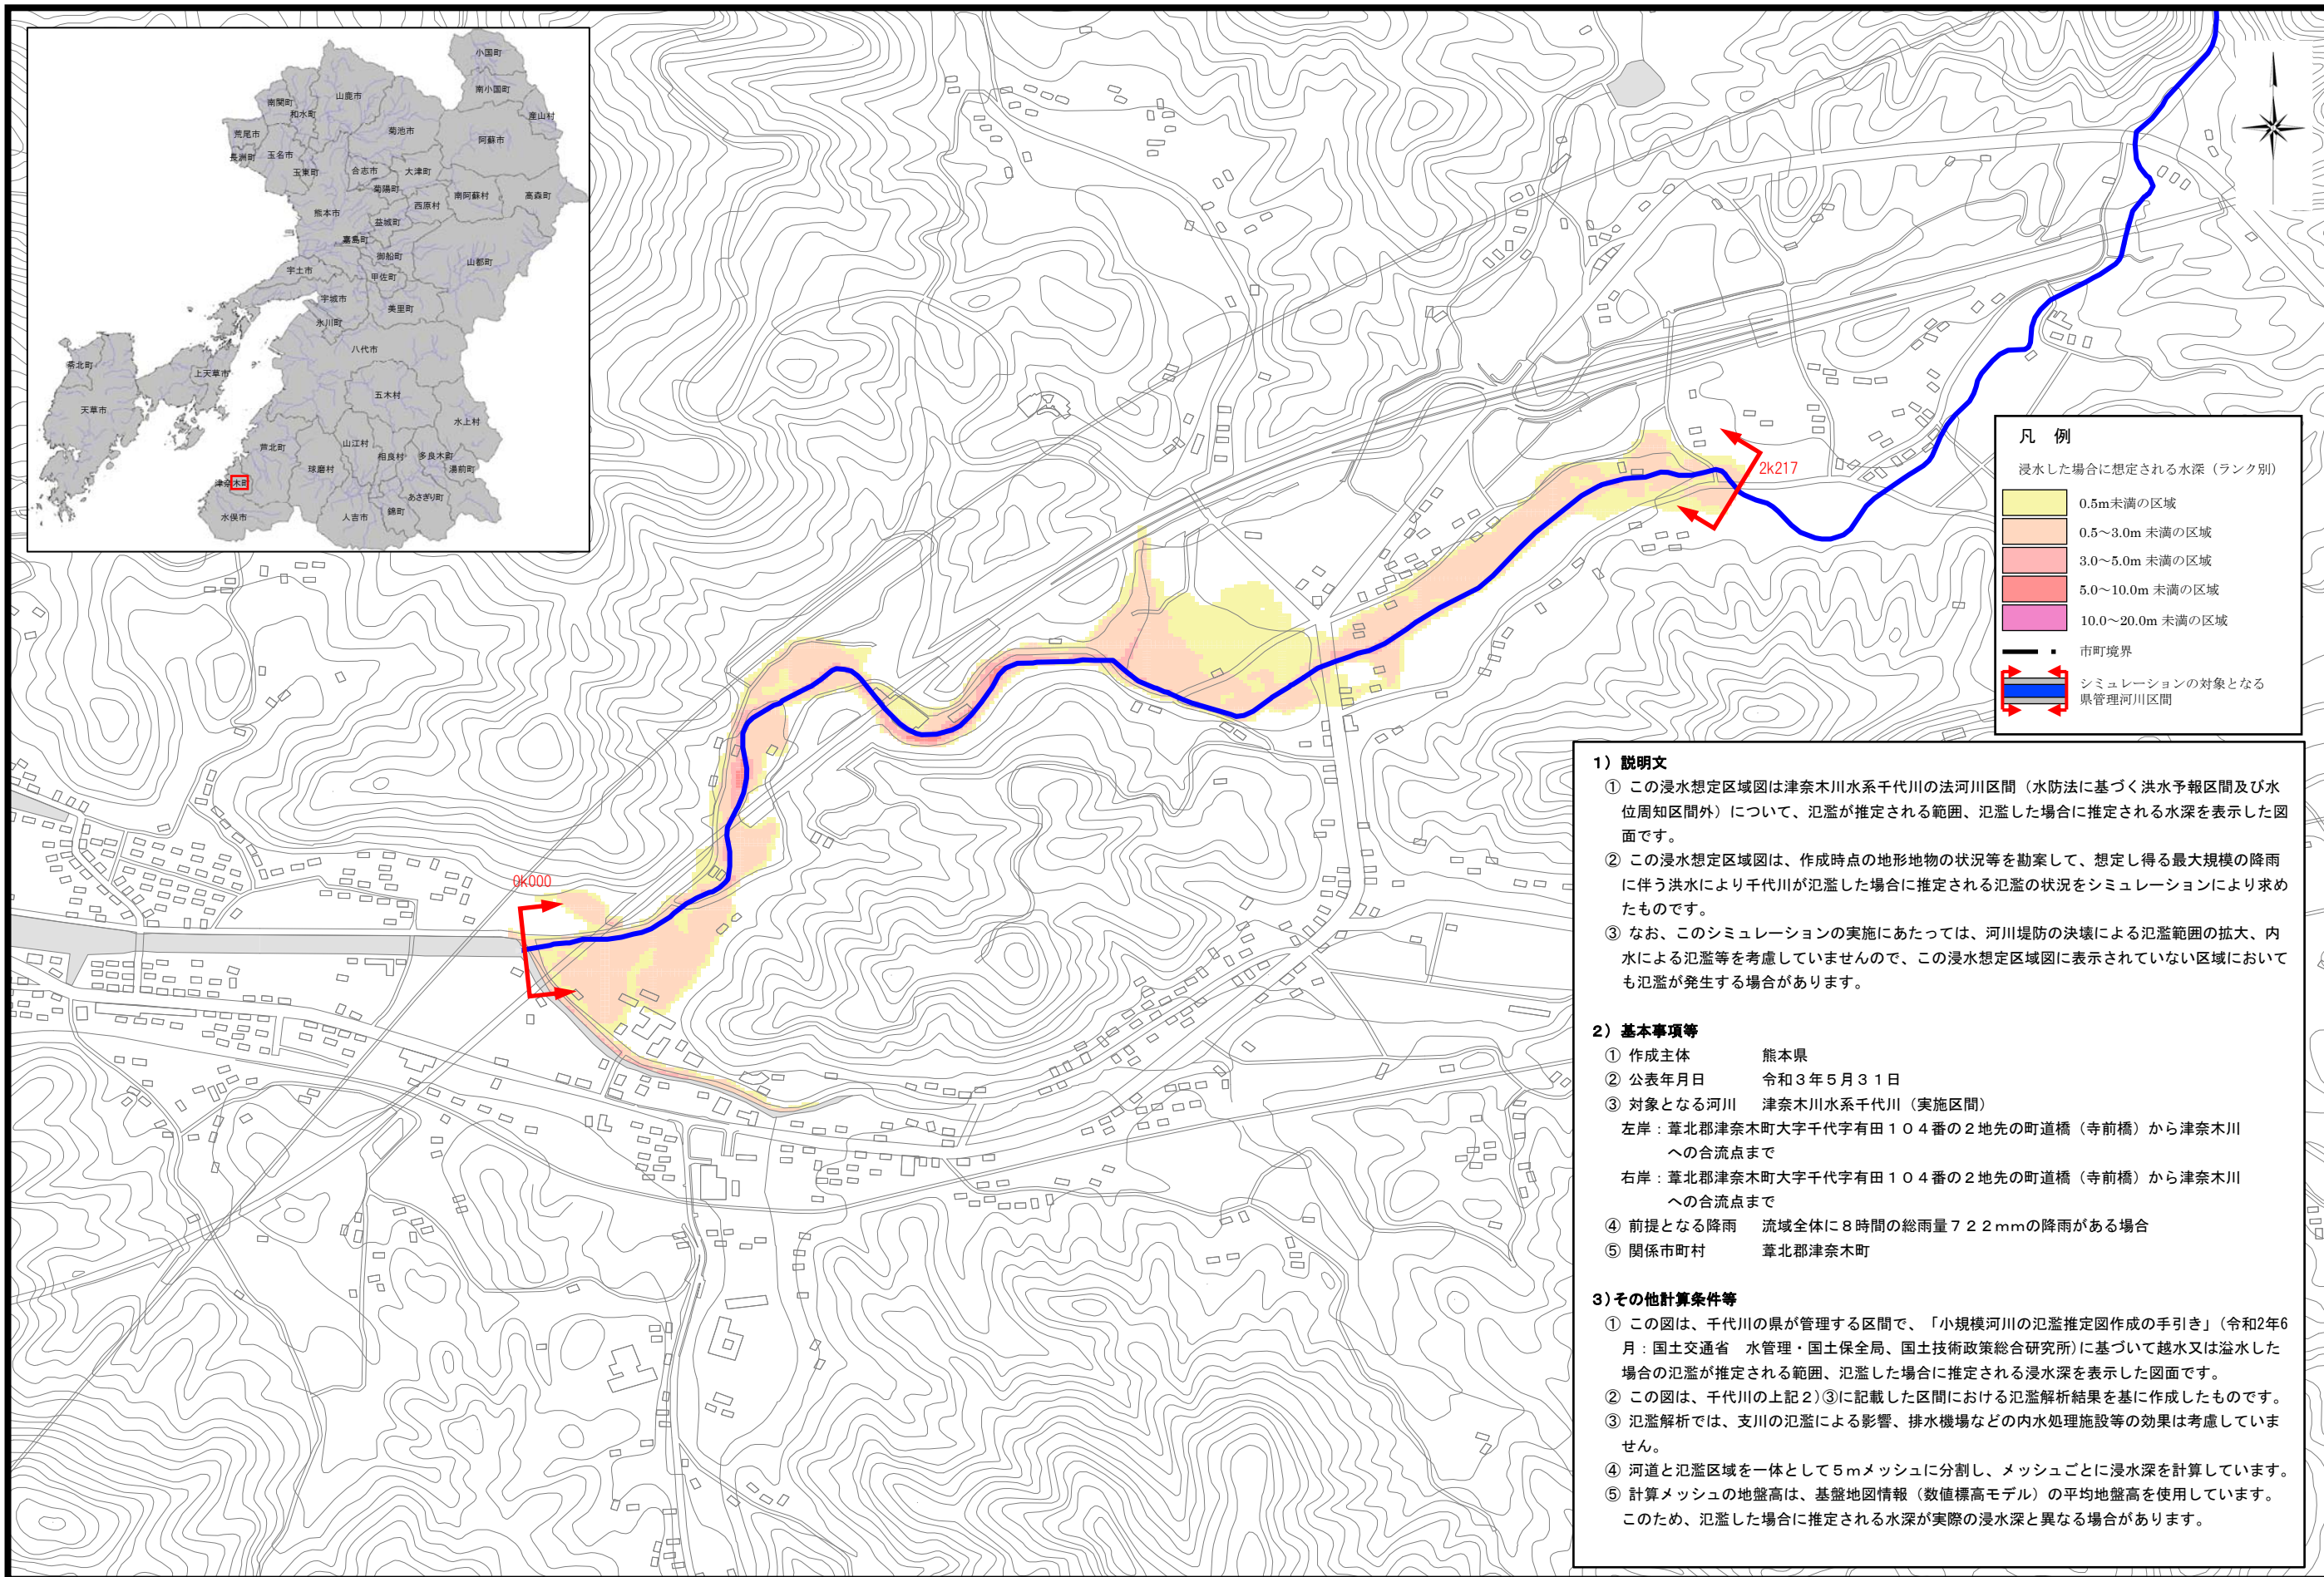 小国町
南小国町
産山村
南関町
和水町
山鹿市
菊池市
阿蘇市
荒尾市
長洲町
玉名市
玉東町
合志市
大津町
菊陽町
西原村
南阿蘇村
高森町
熊本市
益城町
嘉島町
御船町
山都町
宇土市
甲佐町
宇城市
美里町
氷川町
八代市
苓北町
上天草市
天草市
五木村
水上村
芦北町
山江村
相良村
多良木町
湯前町
球磨村
津奈木町
あさぎり町
水俣市
人吉市
錦町
2k217
0k000
凡 例
浸水した場合に想定される水深（ランク別）
0.5m未満の区域
0.5～3.0m 未満の区域
3.0～5.0m 未満の区域
5.0～10.0m 未満の区域
10.0～20.0m 未満の区域
市町境界
シミュレーションの対象となる
県管理河川区間
1）説明文
① この浸水想定区域図は津奈木川水系千代川の法河川区間（水防法に基づく洪水予報区間及び水
位周知区間外）について、氾濫が推定される範囲、氾濫した場合に推定される水深を表示した図
面です。
② この浸水想定区域図は、作成時点の地形地物の状況等を勘案して、想定し得る最大規模の降雨
に伴う洪水により千代川が氾濫した場合に推定される氾濫の状況をシミュレーションにより求め
たものです。
③ なお、このシミュレーションの実施にあたっては、河川堤防の決壊による氾濫範囲の拡大、内
水による氾濫等を考慮していませんので、この浸水想定区域図に表示されていない区域において
も氾濫が発生する場合があります。
2）基本事項等
① 作成主体 熊本県
② 公表年月日 令和３年５月３１日
③ 対象となる河川 津奈木川水系千代川（実施区間）
左岸：葦北郡津奈木町大字千代字有田１０４番の２地先の町道橋（寺前橋）から津奈木川
への合流点まで
右岸：葦北郡津奈木町大字千代字有田１０４番の２地先の町道橋（寺前橋）から津奈木川
への合流点まで
④ 前提となる降雨 流域全体に８時間の総雨量７２２mmの降雨がある場合
⑤ 関係市町村 葦北郡津奈木町
3)その他計算条件等
① この図は、千代川の県が管理する区間で、「小規模河川の氾濫推定図作成の手引き」（令和2年6
月：国土交通省 水管理・国土保全局、国土技術政策総合研究所)に基づいて越水又は溢水した
場合の氾濫が推定される範囲、氾濫した場合に推定される浸水深を表示した図面です。
② この図は、千代川の上記２)③に記載した区間における氾濫解析結果を基に作成したものです。
③ 氾濫解析では、支川の氾濫による影響、排水機場などの内水処理施設等の効果は考慮していま
せん。
④ 河道と氾濫区域を一体として５ｍメッシュに分割し、メッシュごとに浸水深を計算しています。
⑤ 計算メッシュの地盤高は、基盤地図情報（数値標高モデル）の平均地盤高を使用しています。
このため、氾濫した場合に推定される水深が実際の浸水深と異なる場合があります。